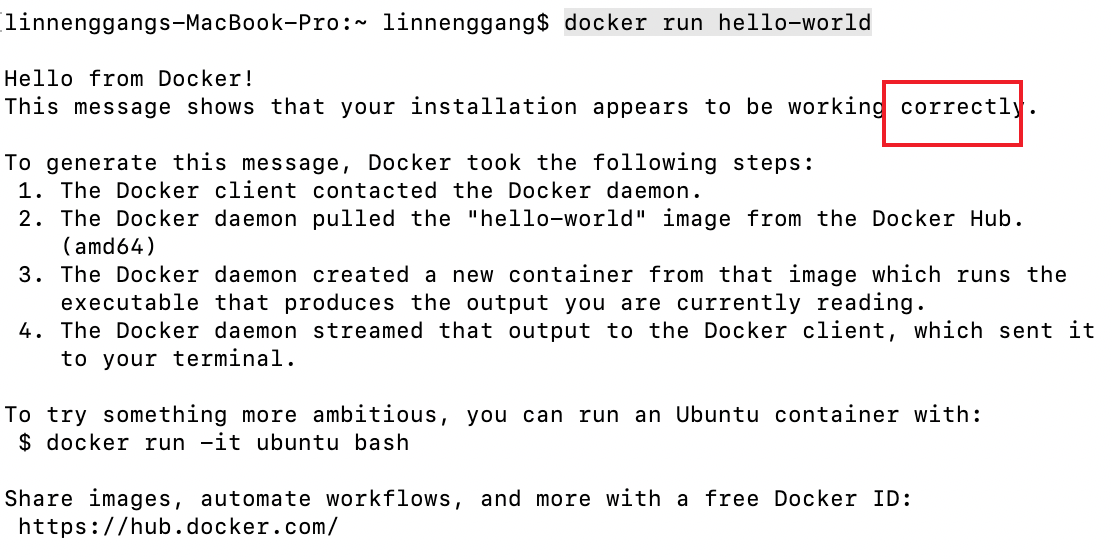 linnenggangs-MacBook-Pro:~ linnenggang$ docker run hello-world
Hello from Docker!
This message shows that your installation appears to be working correctly.
To generate this message, Docker took the following steps:
1. The Docker client contacted the Docker daemon.
2. The Docker daemon pulled the "hello-world" image from the Docker Hub.
(amd64)
3. The Docker daemon created a new container from that image which runs the
executable that produces the output you are currently reading.
4. The Docker daemon streamed that output to the Docker client, which sent it
to your terminal.
To try something more ambitious, you can run an Ubuntu container with:
$ docker run -it ubuntu bash
Share images, automate workflows, and more with a free Docker ID:
https://hub.docker.com/